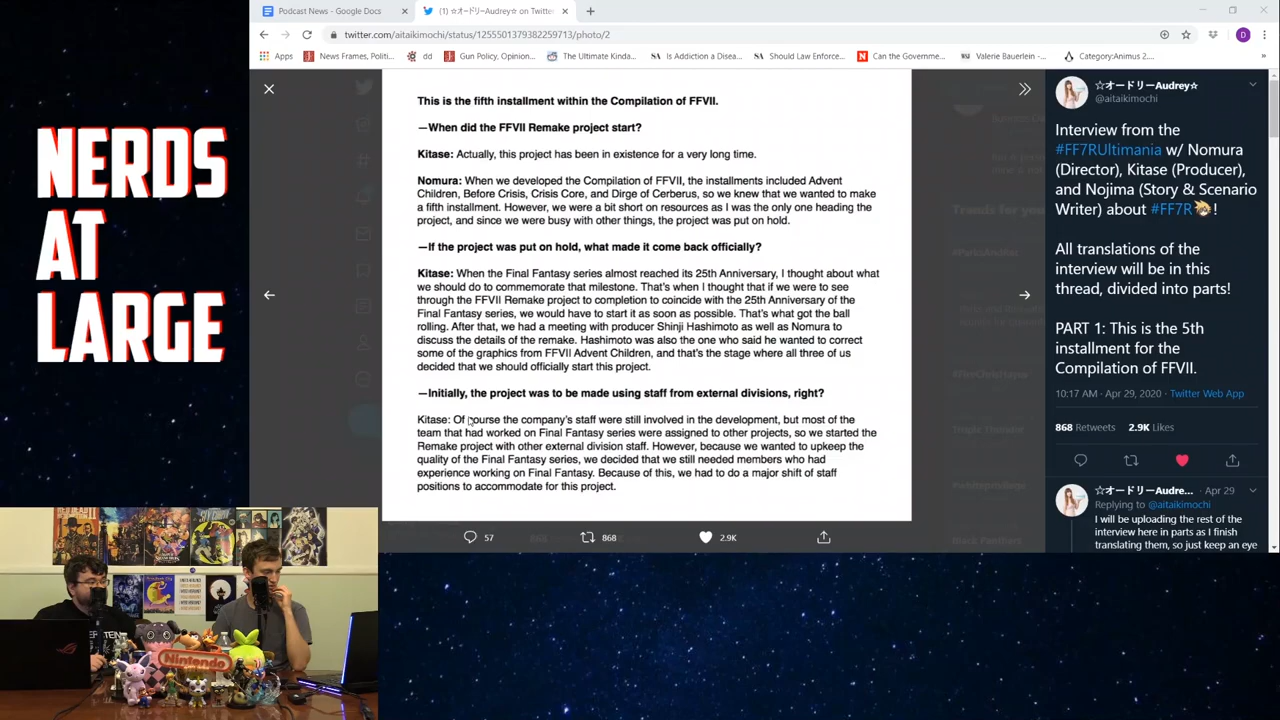 Podcast News - Google Docs
(1) ☆オードリーAudrey☆ on Twitter
twitter.com/aitaikimochi/status/1255501379382259713/photo/2
Apps
News Frames, Politi...
dd
Gun Policy, Opinion...
The Ultimate Kinda...
Is Addiction a Disea...
Should Law Enforce...
Can the Governme...
Valerie Bauerlein -...
Category:Animus 2...
NERDS
AT
LARGE
This is the fifth installment within the Compilation of FFVII.
—When did the FFVII Remake project start?
Kitase: Actually, this project has been in existence for a very long time.
Nomura: When we developed the Compilation of FFVII, the installments included Advent
Children, Before Crisis, Crisis Core, and Dirge of Cerberus, so we knew that we wanted to make
a fifth installment. However, we were a bit short on resources as I was the only one heading the
project, and since we were busy with other things, the project was put on hold.
—If the project was put on hold, what made it come back officially?
Kitase: When the Final Fantasy series almost reached its 25th Anniversary, I thought about what
we should do to commemorate that milestone. That's when I thought that if we were to see
through the FFVII Remake project to completion to coincide with the 25th Anniversary of the
Final Fantasy series, we would have to start it as soon as possible. That's what got the ball
rolling. After that, we had a meeting with producer Shinji Hashimoto as well as Nomura to
discuss the details of the remake. Hashimoto was also the one who said he wanted to correct
some of the graphics from FFVII Advent Children, and that's the stage where all three of us
decided that we should officially start this project.
—Initially, the project was to be made using staff from external divisions, right?
Kitase: Of course the company's staff were still involved in the development, but most of the
team that had worked on Final Fantasy series were assigned to other projects, so we started the
Remake project with other external division staff. However, because we wanted to upkeep the
quality of the Final Fantasy series, we decided that we still needed members who had
experience working on Final Fantasy. Because of this, we had to do a major shift of staff
positions to accommodate for this project.
57
868
2.9K
☆オードリーAudrey☆
@aitaikimochi
Interview from the
#FF7RUltimania w/ Nomura
(Director), Kitase (Producer),
and Nojima (Story & Scenario
Writer) about #FF7R!
All translations of the
interview will be in this
thread, divided into parts!
PART 1: This is the 5th
installment for the
Compilation of FFVII.
10:17 AM · Apr 29, 2020 · Twitter Web App
868 Retweets 2.9K Likes
☆オードリーAudre... · Apr 29
Replying to @aitaikimochi
I will be uploading the rest of the
interview here in parts as I finish
translating them, so just keep an eye
Nintendo